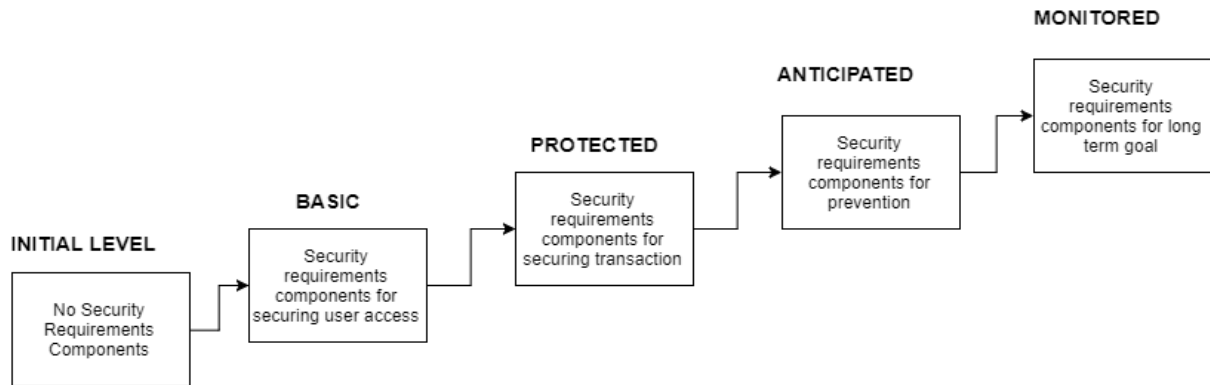 INITIAL LEVEL
No Security
Requirements
Components
BASIC
Security
requirements
components for
securing user access
PROTECTED
Security
requirements
components for
securing transaction
ANTICIPATED
Security
requirements
components for
prevention
MONITORED
Security
requirements
components for long
term goal